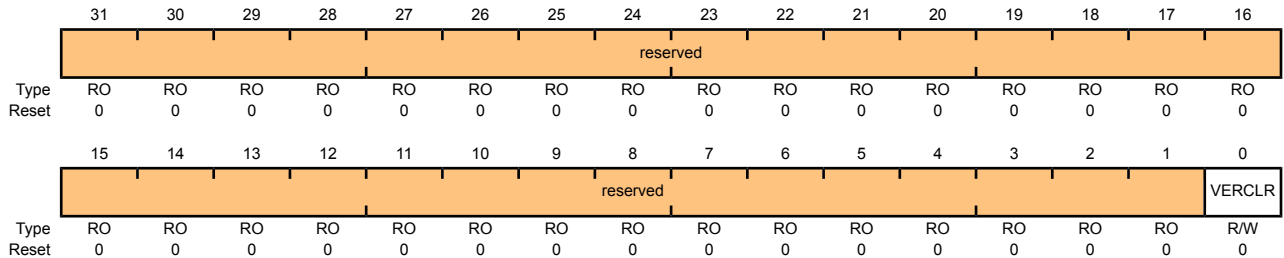 31 30 29 28 27 26 25 24 23 22 21 20 19 18 17 16
reserved
Type RO RO RO RO RO RO RO RO RO RO RO RO RO RO RO RO
Reset 0 0 0 0 0 0 0 0 0 0 0 0 0 0 0 0
15 14 13 12 11 10 9 8 7 6 5 4 3 2 1 0
reserved VERCLR
Type RO RO RO RO RO RO RO RO RO RO RO RO RO RO RO R/W
Reset 0 0 0 0 0 0 0 0 0 0 0 0 0 0 0 0